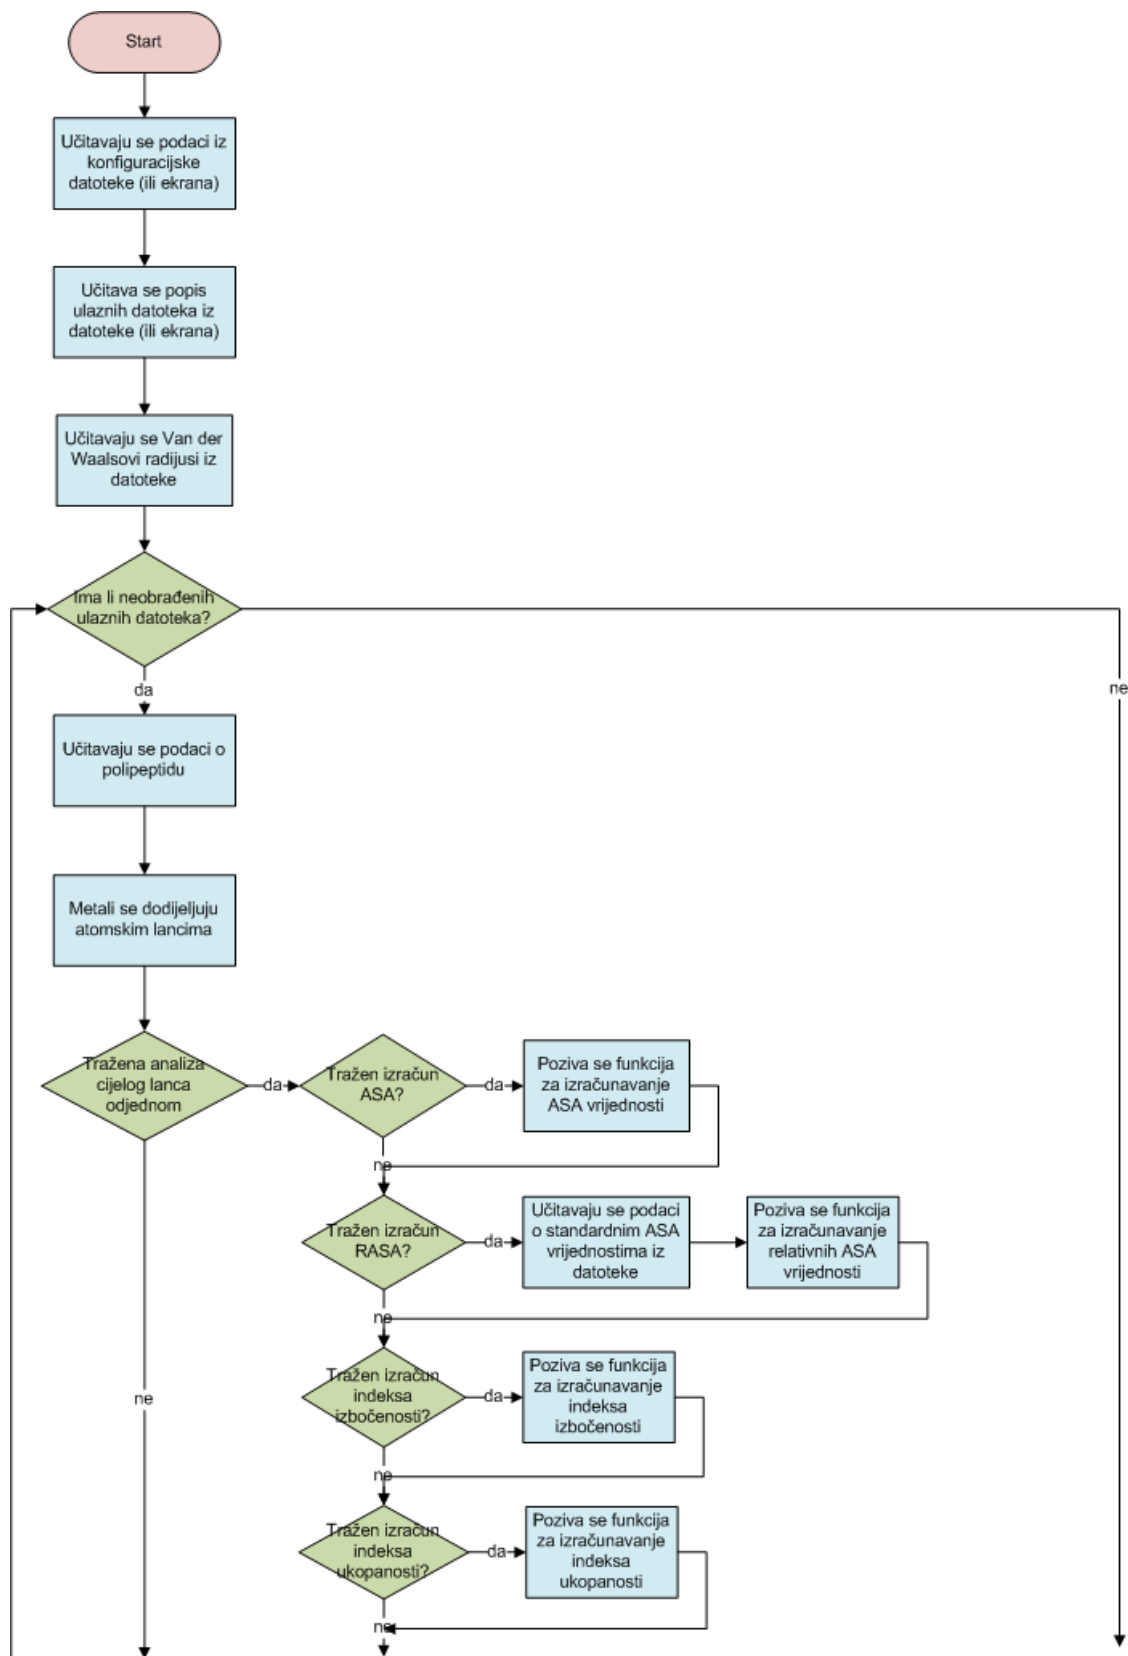 Start
Učitavaju se podaci iz
konfiguracijske
datoteke (ili ekrana)
Učitava se popis
ulaznih datoteka iz
datoteke (ili ekrana)
Učitavaju se Van der
Waalsovi radijusi iz
datoteke
Ima li neobrađenih
ulaznih datoteka?
ne
da
Učitavaju se podaci o
polipeptidu
Metali se dodijeljuju
atomskim lancima
Tražena analiza
cijelog lanca
odjednom
da
Tražen izračun
ASA?
da
Poziva se funkcija
za izračunavanje
ASA vrijednosti
ne
Tražen izračun
RASA?
da
Učitavaju se podaci
o standardnim ASA
vrijednostima iz
datoteke
Poziva se funkcija
za izračunavanje
relativnih ASA
vrijednosti
ne
Tražen izračun
indeksa
izbočenosti?
da
Poziva se funkcija
za izračunavanje
indeksa
izbočenosti
ne
ne
Tražen izračun
indeksa
ukopanosti?
da
Poziva se funkcija
za izračunavanje
indeksa
ukopanosti
ne